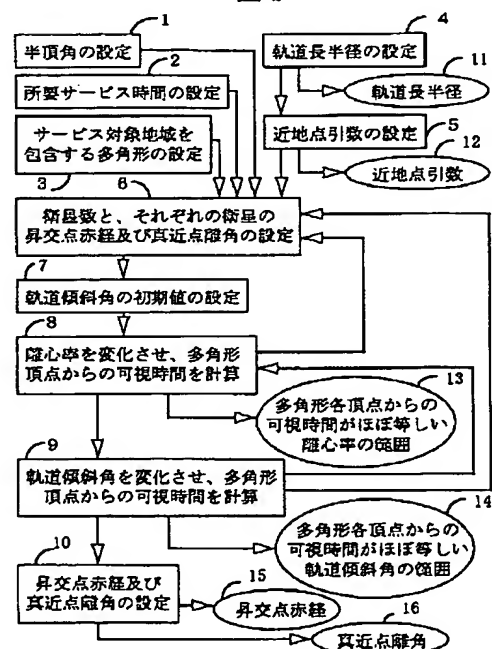 1
半頂角の設定
2
所要サービス時間の設定
サービス対象地域を
包含する多角形の設定
3
4
軌道長半径の設定
11
軌道長半径
近地点引数の設定
5
12
近地点引数
6
衛星数と、それぞれの衛星の
昇交点赤経及び真近点離角の設定
7
軌道傾斜角の初期値の設定
8
離心率を変化させ、多角形
頂点からの可視時間を計算
13
多角形各頂点からの
可視時間がほぼ等しい
離心率の範囲
9
軌道傾斜角を変化させ、多角形
頂点からの可視時間を計算
14
多角形各頂点からの
可視時間がほぼ等しい
軌道傾斜角の範囲
10
昇交点赤経及び
真近点離角の設定
15
昇交点赤経
16
真近点離角